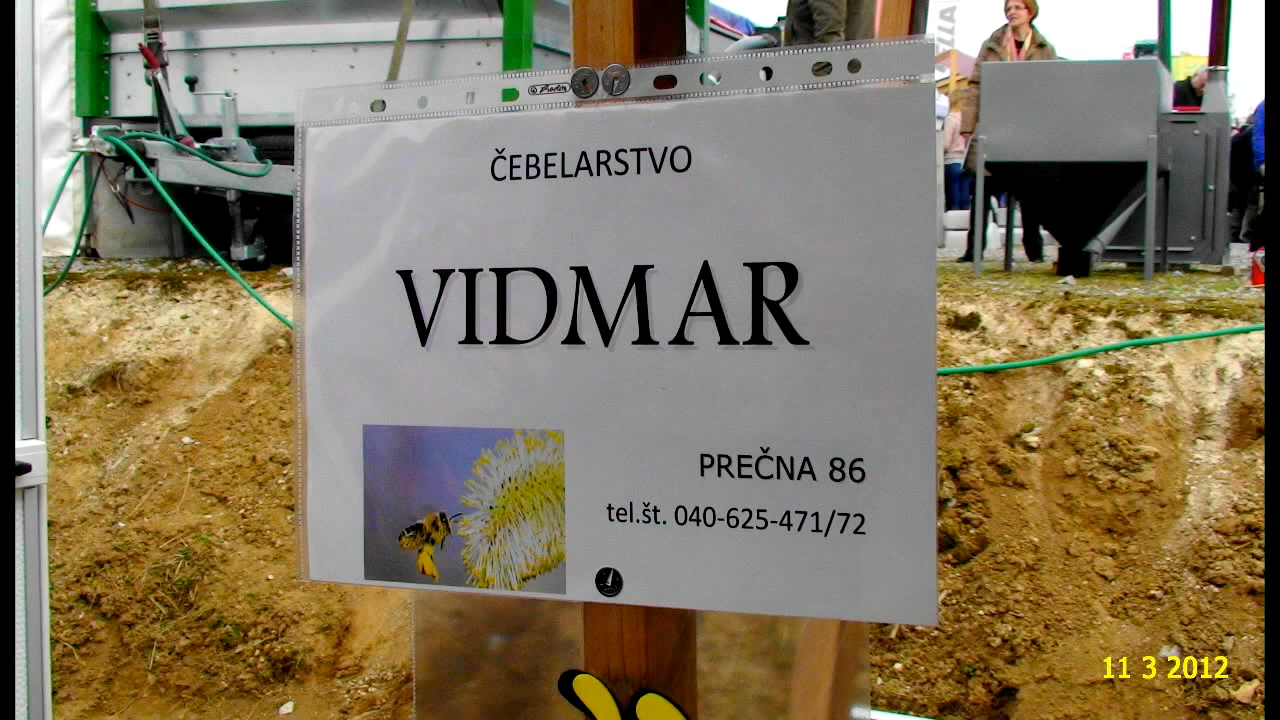 ČEBELARSTVO
VIDMAR
PREČNA 86
tel.št. 040-625-471/72
11 3 2012